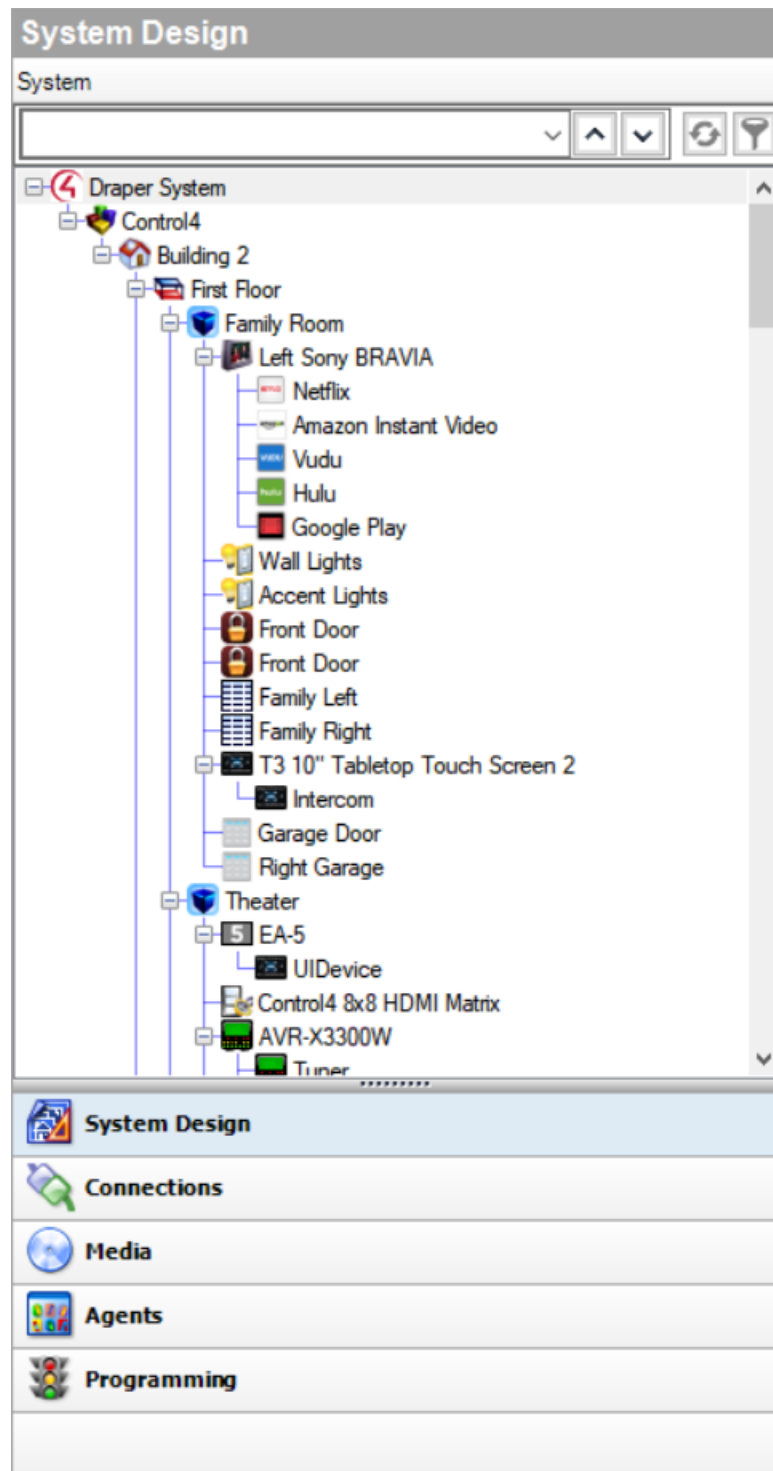 System Design
System
Draper System
Control4
Building 2
First Floor
Family Room
Left Sony BRAVIA
Netflix
Amazon Instant Video
Vudu
Hulu
Google Play
Wall Lights
Accent Lights
Front Door
Front Door
Family Left
Family Right
T3 10" Tabletop Touch Screen 2
Intercom
Garage Door
Right Garage
Theater
5 EA-5
UIDevice
Control4 8x8 HDMI Matrix
AVR-X3300W
Tuner
System Design
Connections
Media
Agents
Programming